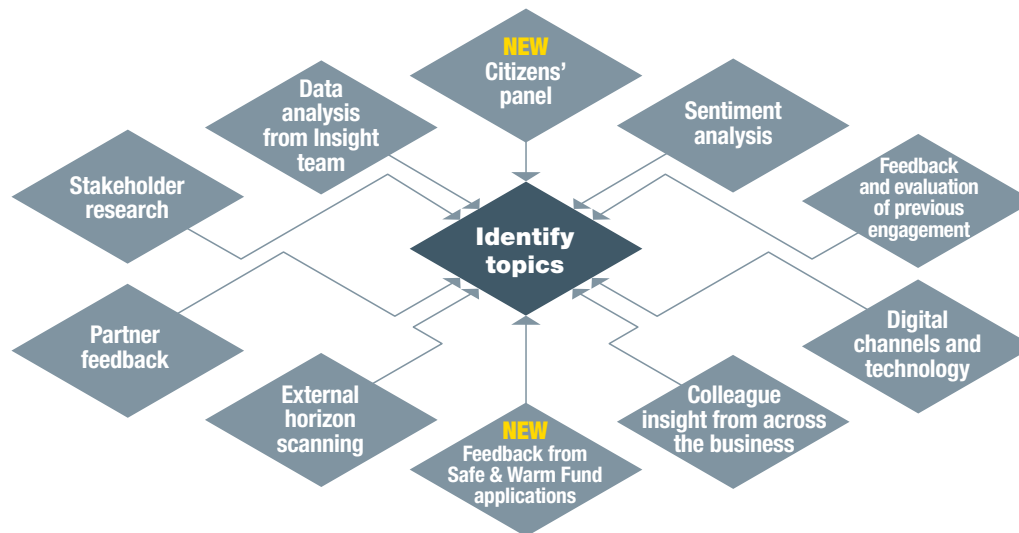 NEW
Citizens’
panel
Data
analysis
from Insight
team
Sentiment
analysis
Stakeholder
research
Feedback
and evaluation
of previous
engagement
Identify
topics
Partner
feedback
Digital
channels and
technology
External
horizon
scanning
NEW
Feedback from
Safe & Warm Fund
applications
Colleague
insight from across
the business